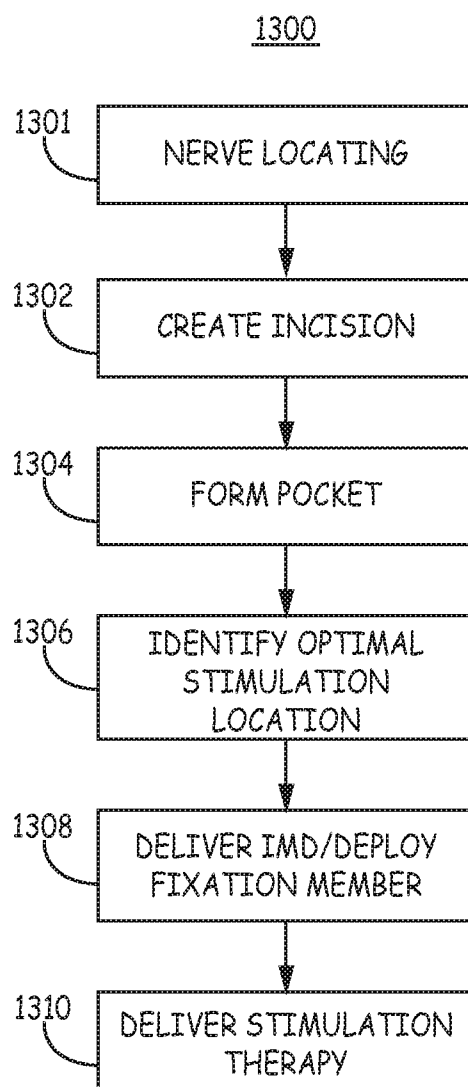 1300
1301
NERVE LOCATING
1302
CREATE INCISION
1304
FORM POCKET
1306
IDENTIFY OPTIMAL
STIMULATION
LOCATION
1308
DELIVER IMD/DEPLOY
FIXATION MEMBER
1310
DELIVER STIMULATION
THERAPY